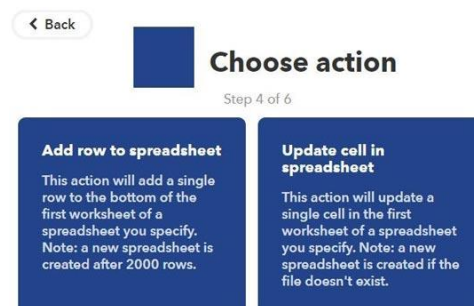 Back
Choose action
Step 4 of 6
Add row to spreadsheet
This action will add a single
row to the bottom of the
first worksheet of a
spreadsheet you specify.
Note: a new spreadsheet is
created after 2000 rows.
Update cell in
spreadsheet
This action will update a
single cell in the first
worksheet of a spreadsheet
you specify. Note: a new
spreadsheet is created if the
file doesn't exist.